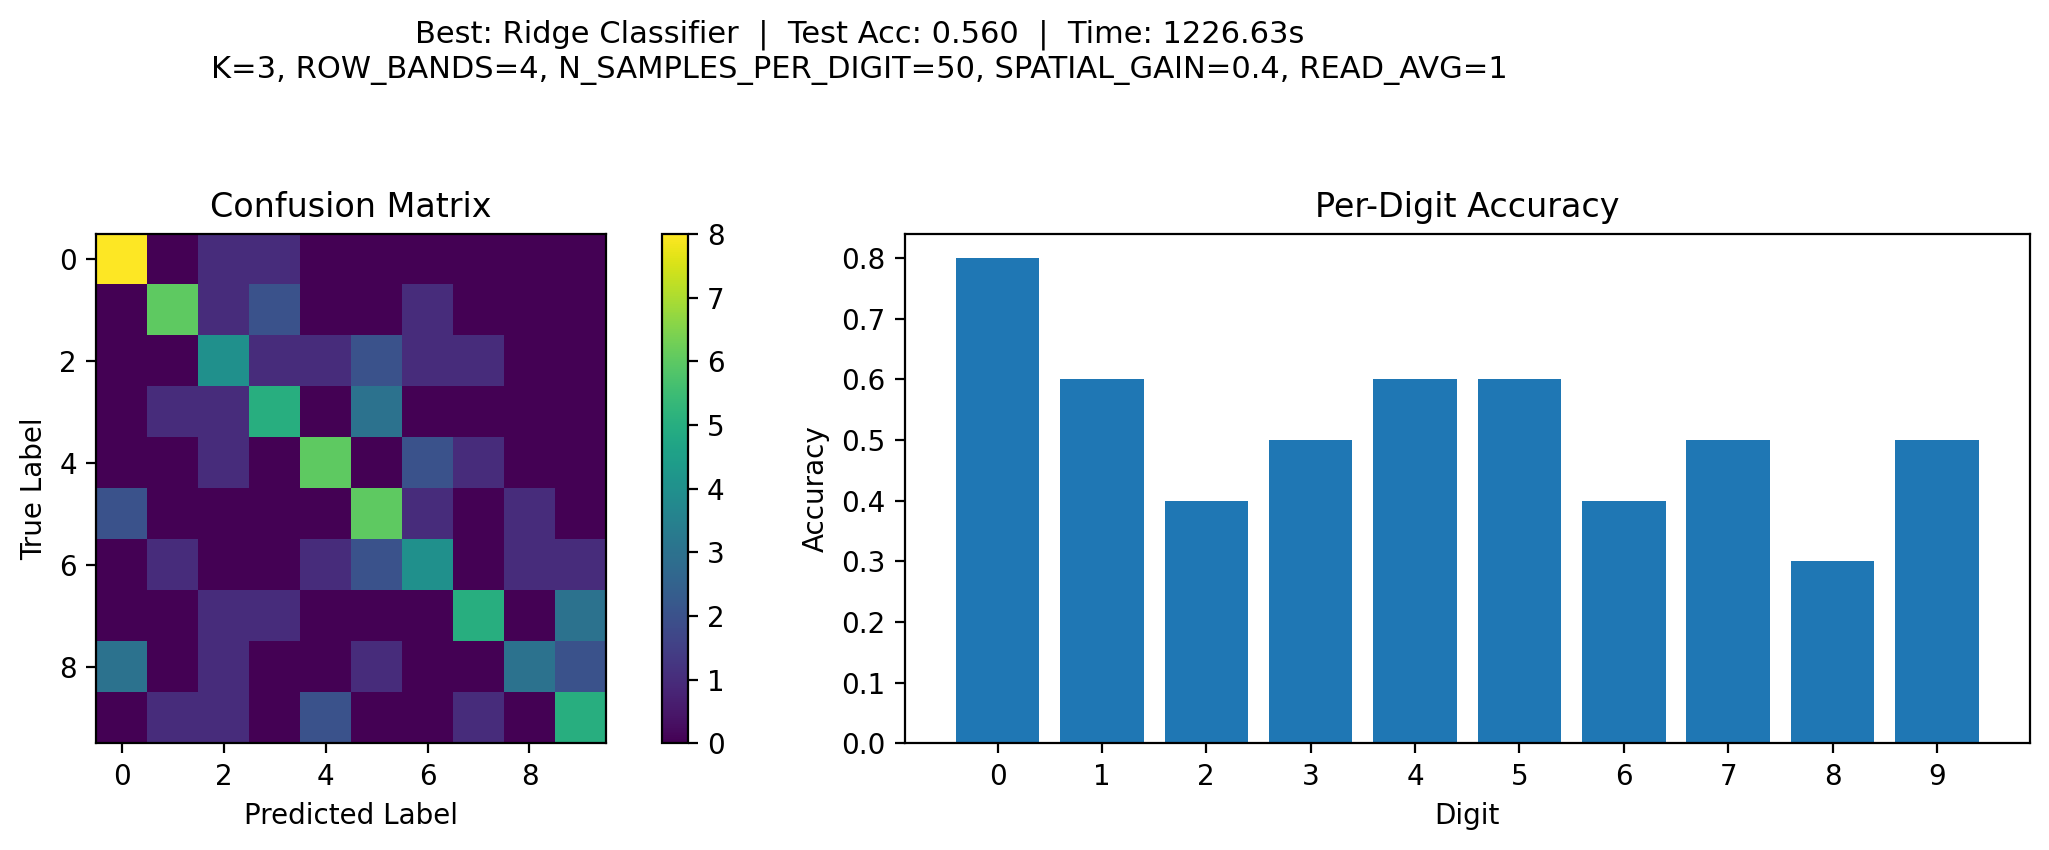 Best: Ridge Classifier | Test Acc: 0.560 | Time: 1226.63s
K=3, ROW_BANDS=4, N_SAMPLES_PER_DIGIT=50, SPATIAL_GAIN=0.4, READ_AVG=1
Confusion Matrix
True Label
0
2
4
6
8
0 2 4 6 8
Predicted Label
8
7
6
5
4
3
2
1
0
Per-Digit Accuracy
Accuracy
0.8
0.7
0.6
0.5
0.4
0.3
0.2
0.1
0.0
0 1 2 3 4 5 6 7 8 9
Digit